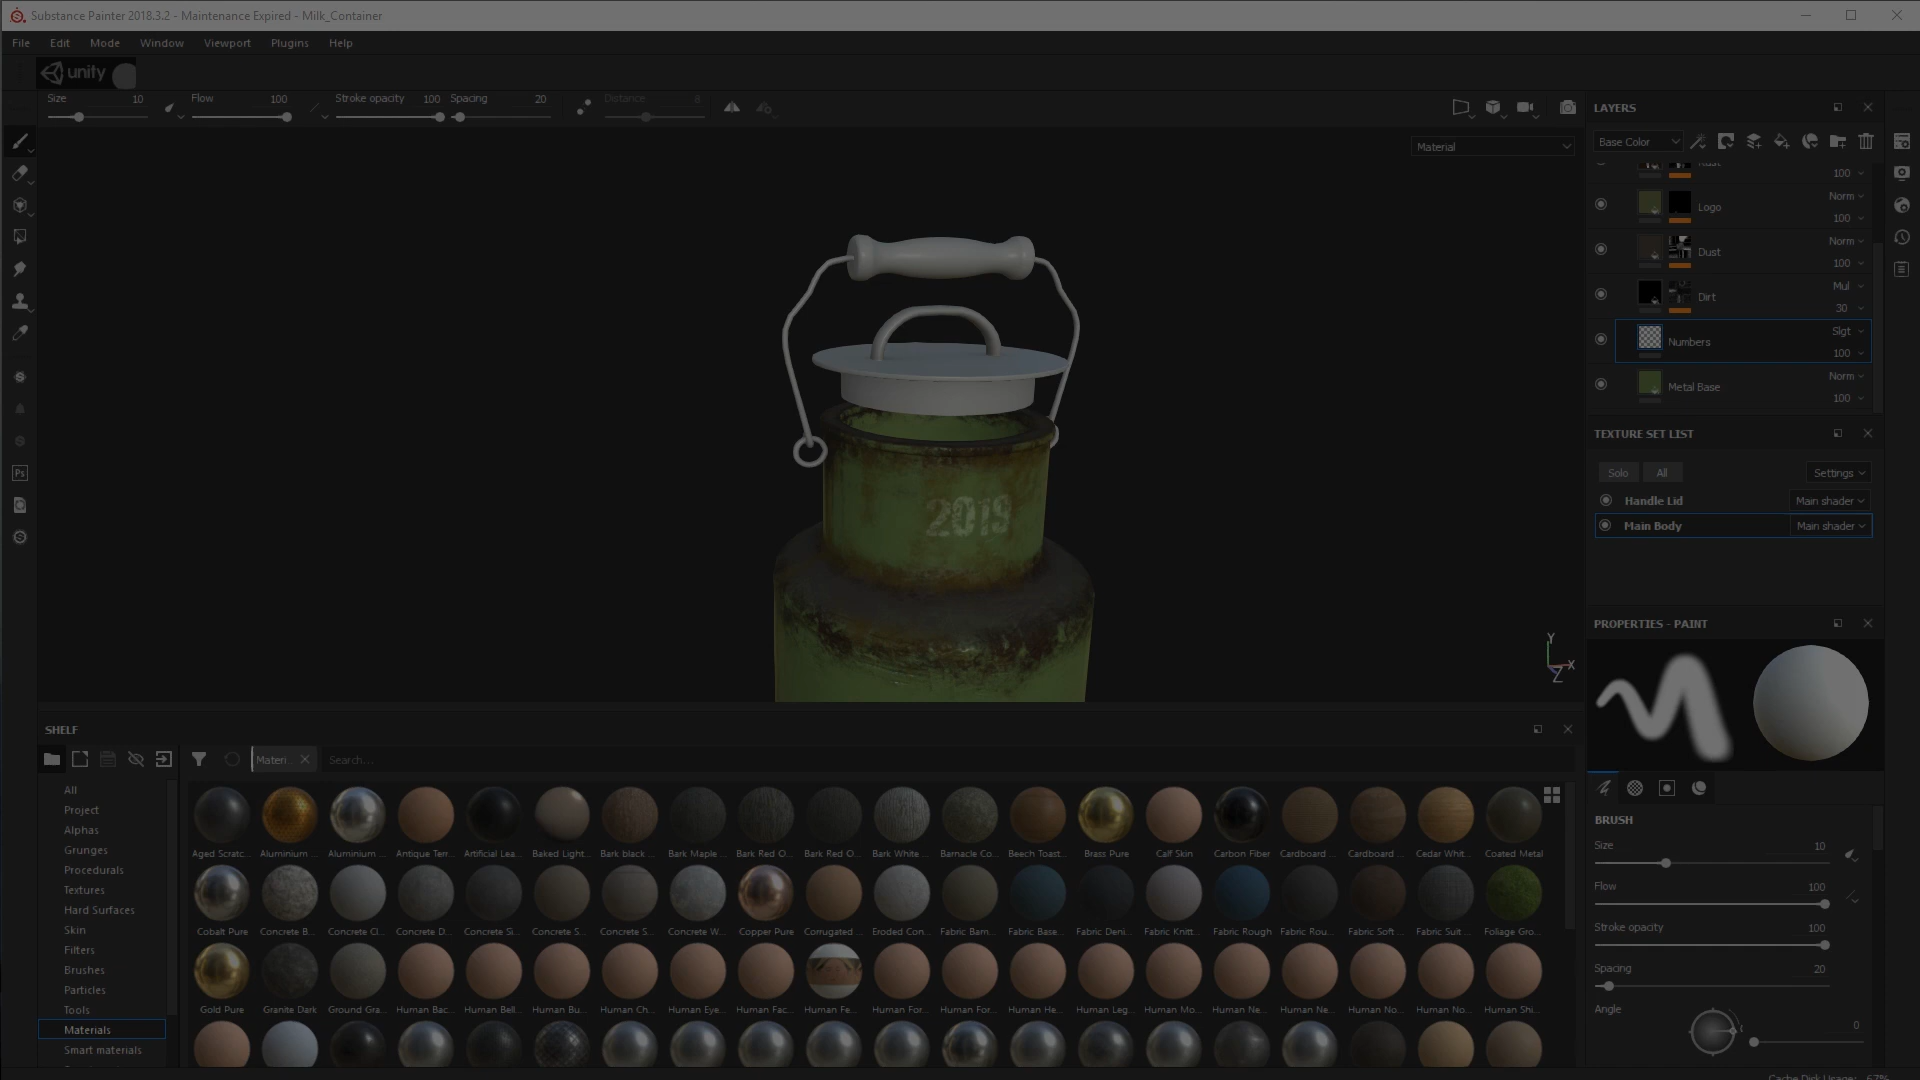 Substance Painter 2018.3.2 - Maintenance Expired - Milk_Container
File Edit Mode Window Viewport Plugins Help
unity
Size 10 Flow 100 Stroke opacity 100 Spacing 20 Distance 8
Material
LAYERS
Base Color
100
Norm
Logo
100
Norm
Dust
100
Mul
Dirt
30
Slgt
Numbers
100
Norm
Metal Base
100
TEXTURE SET LIST
Solo All Settings
Handle Lid Main shader
Main Body Main shader
2019
Y
X
Z
PROPERTIES - PAINT
BRUSH
Size 10
Flow 100
Stroke opacity 100
Spacing 20
Angle
0
SHELF
Materi... Search...
All
Project
Alphas
Grunges
Procedurals
Textures
Hard Surfaces
Skin
Filters
Brushes
Particles
Tools
Materials
Smart materials
Aged Scratc... Aluminium ... Aluminium ... Antique Terr... Artificial Lea... Baked Light... Bark black ... Bark Maple ... Bark Red O... Bark Red O... Bark White ... Barnacle Co... Beech Toast... Brass Pure Calf Skin Carbon Fiber Cardboard ... Cardboard ... Cedar Whit... Coated Metal
Cobalt Pure Concrete B... Concrete Cl... Concrete D... Concrete Si... Concrete S... Concrete S... Concrete W... Copper Pure Corrugated ... Eroded Con... Fabric Bam... Fabric Base... Fabric Deni... Fabric Knitt... Fabric Rough Fabric Rou... Fabric Soft ... Fabric Suit ... Foliage Gro...
Gold Pure Granite Dark Ground Gra... Human Bac... Human Bell... Human Bu... Human Ch... Human Eye... Human Fac... Human Fe... Human For... Human For... Human He... Human Leg... Human Mo... Human Ne... Human Ne... Human No... Human No... Human Shi...
Ps
Cache Disk Usage: 67%